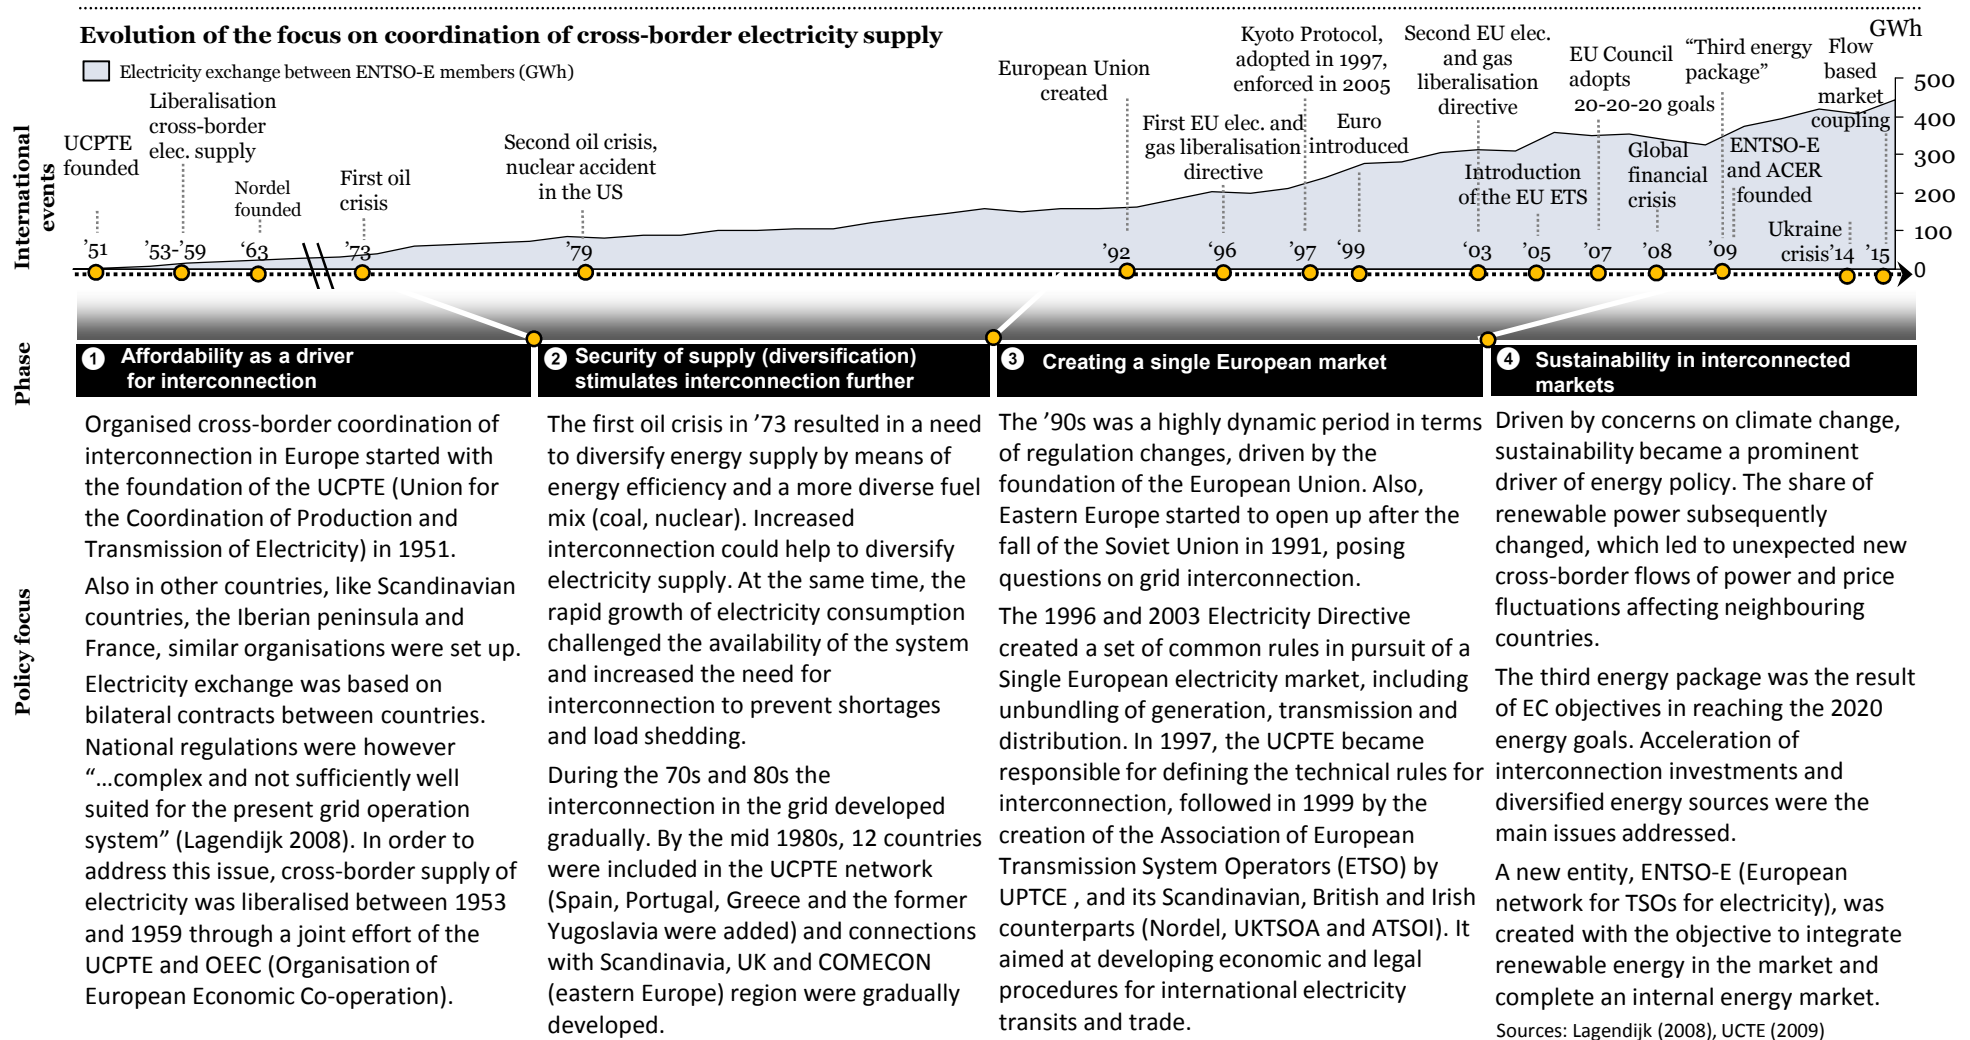 Evolution of the focus on coordination of cross-border electricity supply
Electricity exchange between ENTSO-E members (GWh)
GWh
500
400
300
200
100
0
International
events
UCPTE
founded
Liberalisation
cross-border
elec. supply
Nordel
founded
First oil
crisis
Second oil crisis,
nuclear accident
in the US
European Union
created
First EU elec. and
gas liberalisation
directive
Kyoto Protocol,
adopted in 1997,
enforced in 2005
Euro
introduced
Second EU elec.
and gas
liberalisation
directive
Introduction
of the EU ETS
EU Council
adopts
20-20-20 goals
Global
financial
crisis
“Third energy
package”
ENTSO-E
and ACER
founded
Ukraine
crisis
Flow
based
market
coupling
’51
’53-’59
‘63
’73
’79
’92
‘96
’97
‘99
‘03
’05
’07
’08
’09
’14
’15
Phase
1 Affordability as a driver
for interconnection
2 Security of supply (diversification)
stimulates interconnection further
3 Creating a single European market
4 Sustainability in interconnected
markets
Policy focus
Organised cross-border coordination of
interconnection in Europe started with
the foundation of the UCPTE (Union for
the Coordination of Production and
Transmission of Electricity) in 1951.
Also in other countries, like Scandinavian
countries, the Iberian peninsula and
France, similar organisations were set up.
Electricity exchange was based on
bilateral contracts between countries.
National regulations were however
“…complex and not sufficiently well
suited for the present grid operation
system” (Lagendijk 2008). In order to
address this issue, cross-border supply of
electricity was liberalised between 1953
and 1959 through a joint effort of the
UCPTE and OEEC (Organisation of
European Economic Co-operation).
The first oil crisis in ’73 resulted in a need
to diversify energy supply by means of
energy efficiency and a more diverse fuel
mix (coal, nuclear). Increased
interconnection could help to diversify
electricity supply. At the same time, the
rapid growth of electricity consumption
challenged the availability of the system
and increased the need for
interconnection to prevent shortages
and load shedding.
During the 70s and 80s the
interconnection in the grid developed
gradually. By the mid 1980s, 12 countries
were included in the UCPTE network
(Spain, Portugal, Greece and the former
Yugoslavia were added) and connections
with Scandinavia, UK and COMECON
(eastern Europe) region were gradually
developed.
The ’90s was a highly dynamic period in terms
of regulation changes, driven by the
foundation of the European Union. Also,
Eastern Europe started to open up after the
fall of the Soviet Union in 1991, posing
questions on grid interconnection.
The 1996 and 2003 Electricity Directive
created a set of common rules in pursuit of a
Single European electricity market, including
unbundling of generation, transmission and
distribution. In 1997, the UCPTE became
responsible for defining the technical rules for
interconnection, followed in 1999 by the
creation of the Association of European
Transmission System Operators (ETSO) by
UPTCE , and its Scandinavian, British and Irish
counterparts (Nordel, UKTSOA and ATSOI). It
aimed at developing economic and legal
procedures for international electricity
transits and trade.
Driven by concerns on climate change,
sustainability became a prominent
driver of energy policy. The share of
renewable power subsequently
changed, which led to unexpected new
cross-border flows of power and price
fluctuations affecting neighbouring
countries.
The third energy package was the result
of EC objectives in reaching the 2020
energy goals. Acceleration of
interconnection investments and
diversified energy sources were the
main issues addressed.
A new entity, ENTSO-E (European
network for TSOs for electricity), was
created with the objective to integrate
renewable energy in the market and
complete an internal energy market.
Sources: Lagendijk (2008), UCTE (2009)